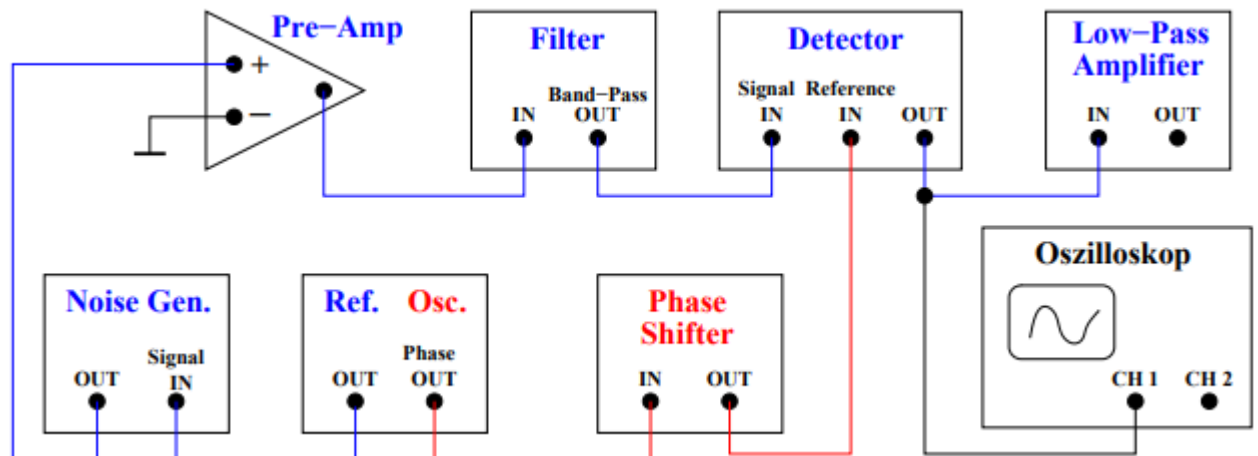 Pre−Amp
+
−
Filter
Band−Pass
IN OUT
Detector
Signal Reference
IN IN OUT
Low−Pass
Amplifier
IN OUT
Noise Gen.
Signal
OUT IN
Ref. Osc.
Phase
OUT OUT
Phase
Shifter
IN OUT
Oszilloskop
CH 1 CH 2